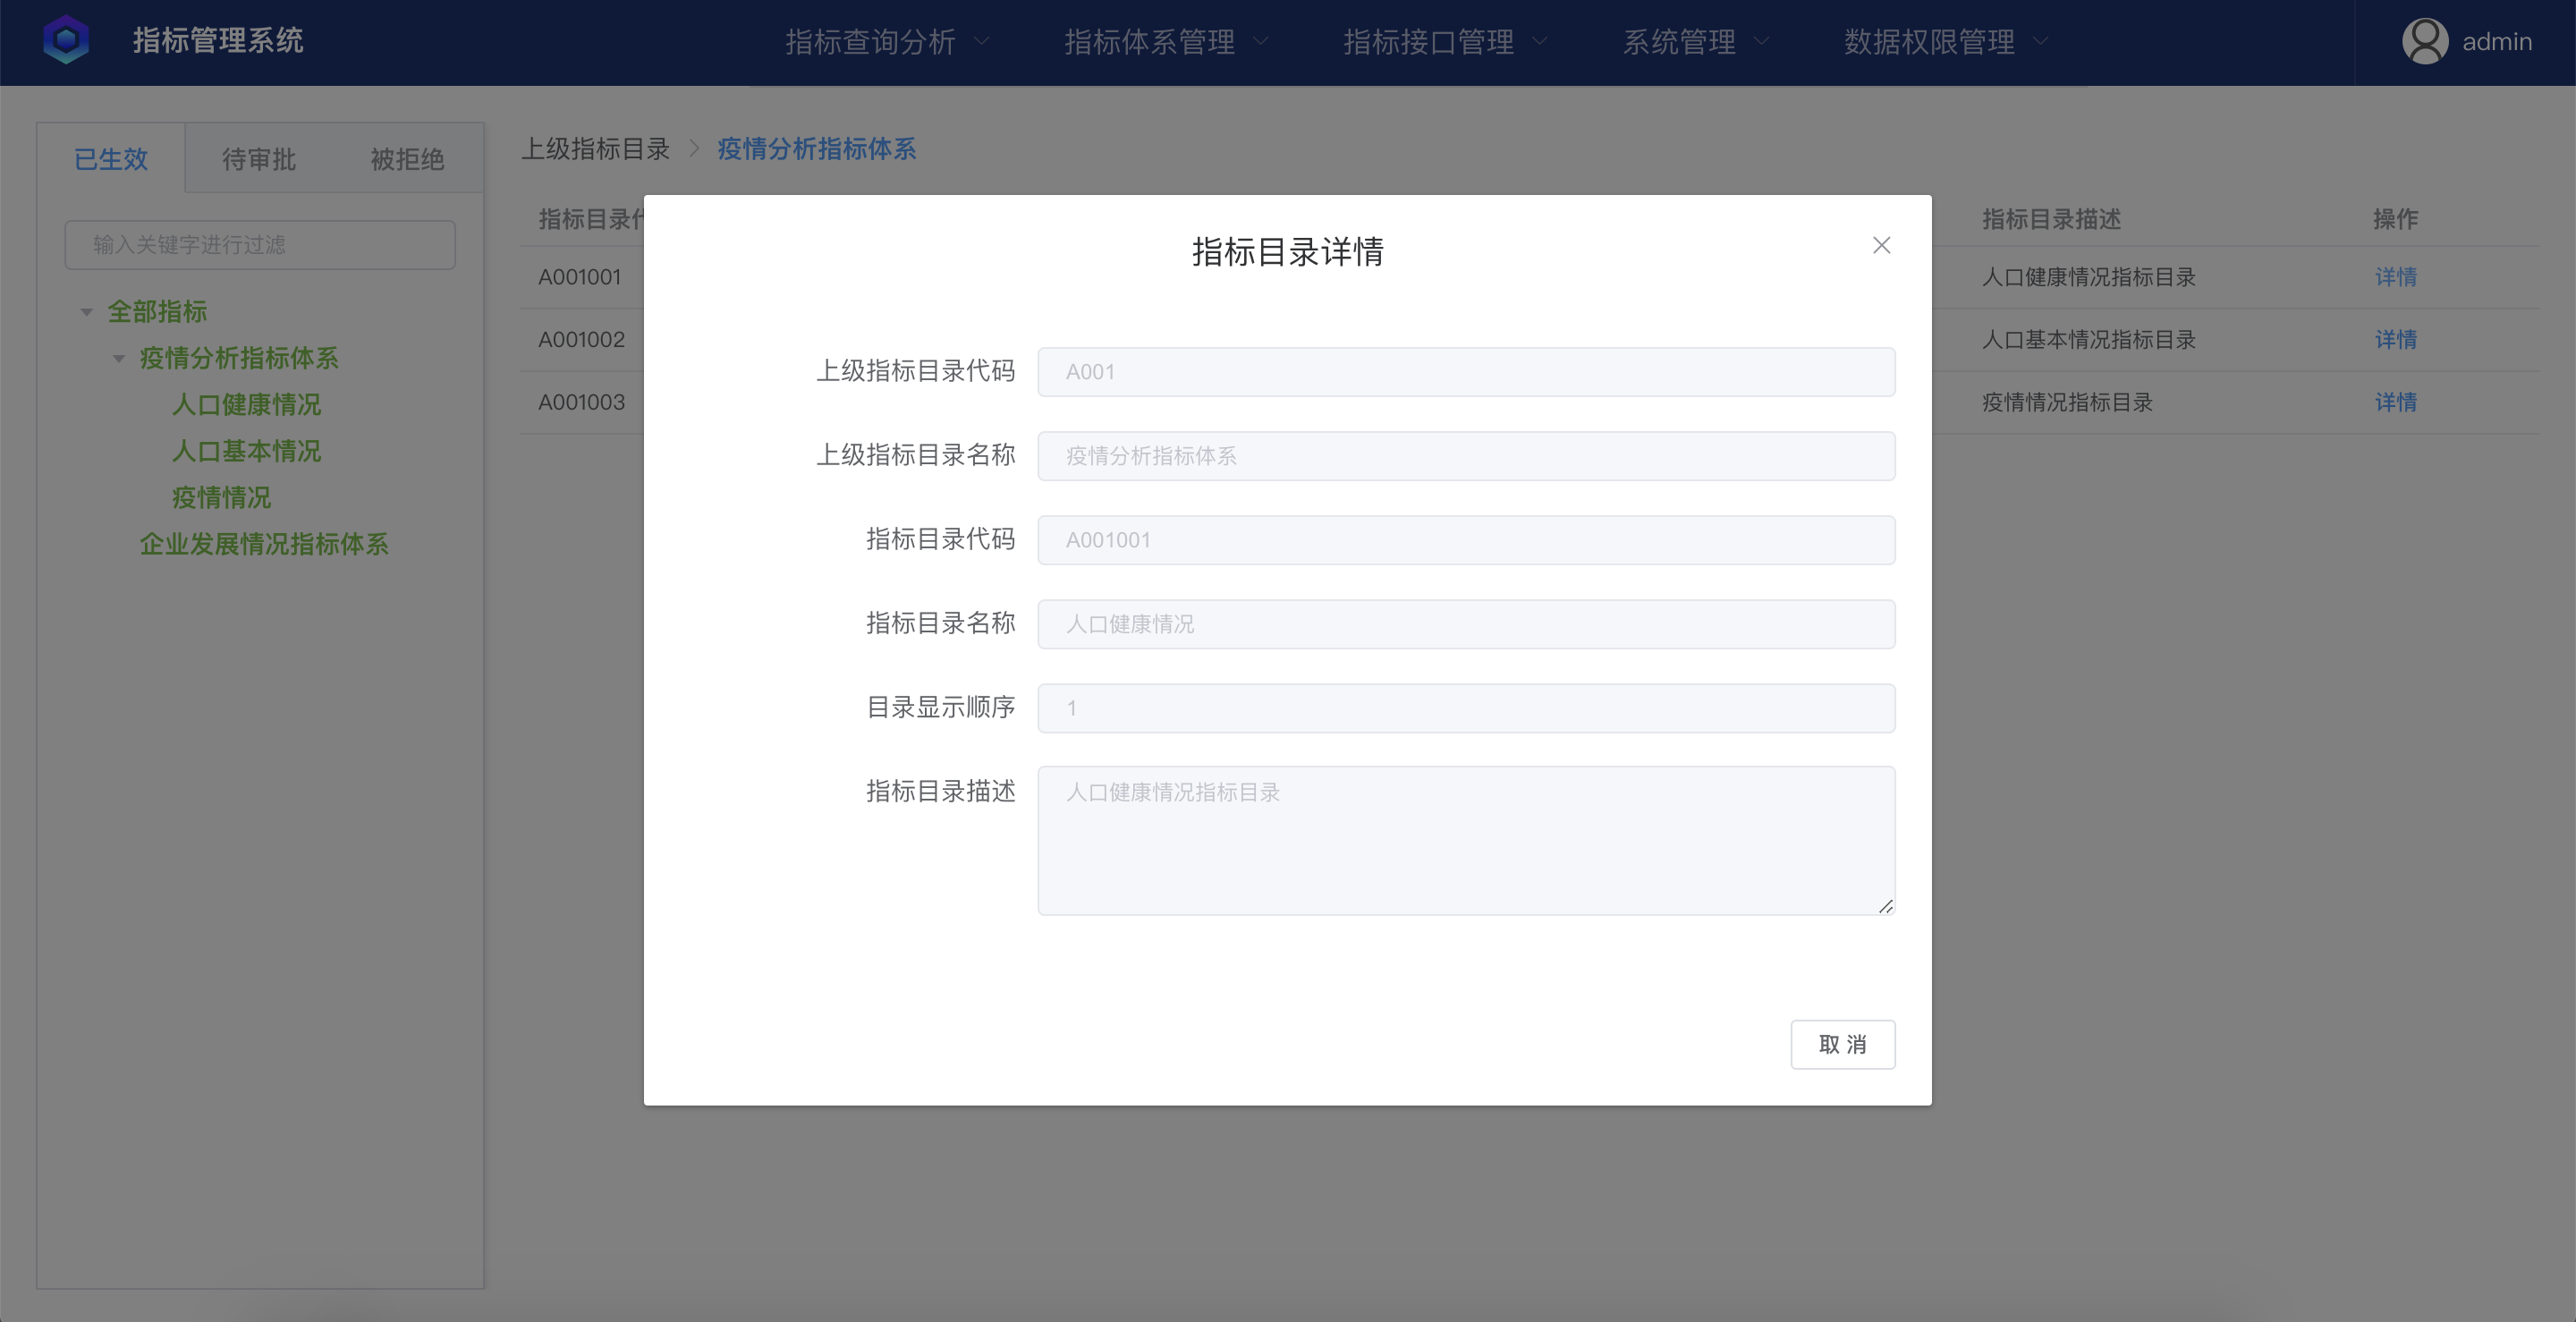 指标管理系统
指标查询分析
指标体系管理
指标接口管理
系统管理
数据权限管理
admin
已生效
待审批
被拒绝
输入关键字进行过滤
全部指标
疫情分析指标体系
人口健康情况
人口基本情况
疫情情况
企业发展情况指标体系
上级指标目录 > 疫情分析指标体系
指标目录
指标目录描述
操作
A001001
人口健康情况指标目录
详情
A001002
人口基本情况指标目录
详情
A001003
疫情情况指标目录
详情
指标目录详情
上级指标目录代码
A001
上级指标目录名称
疫情分析指标体系
指标目录代码
A001001
指标目录名称
人口健康情况
目录显示顺序
1
指标目录描述
人口健康情况指标目录
取 消